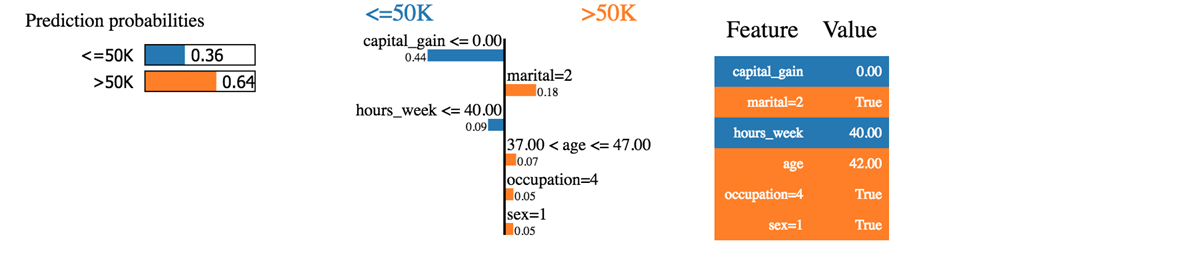 Prediction probabilities
<=50K 0.36
>50K 0.64
<=50K >50K
capital_gain <= 0.00
0.44
marital=2
0.18
hours_week <= 40.00
0.09
37.00 < age <= 47.00
0.07
occupation=4
0.05
sex=1
0.05
Feature Value
capital_gain 0.00
marital=2 True
hours_week 40.00
age 42.00
occupation=4 True
sex=1 True